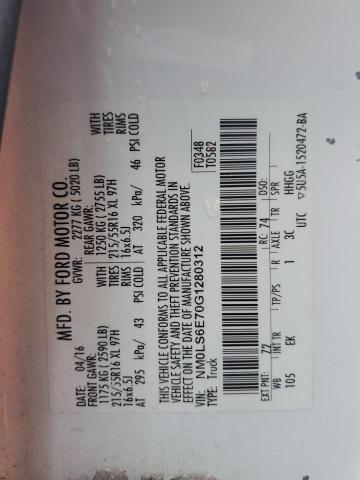 MFD. BY FORD MOTOR CO.
DATE: 04/16 GVWR: 2277 KG ( 5020 LB)
FRONT GAWR: REAR GAWR: WITH
1175 KG ( 2590 LB) 1250 KG ( 2755 LB) TIRES
215/55R16 XL 97H 215/55R16 XL 97H RIMS
16x6.5J 16x6.5J
AT 295 kPa/ 43 PSI COLD AT 320 kPa/ 46 PSI COLD
WITH
TIRES
RIMS
THIS VEHICLE CONFORMS TO ALL APPLICABLE FEDERAL MOTOR
VEHICLE SAFETY AND THEFT PREVENTION STANDARDS IN
EFFECT ON THE DATE OF MANUFACTURE SHOWN ABOVE.
VIN: NM0LS6E70G1280312
TYPE: Truck
F0348
T0582
EXT PNT: Z2 RC: 74 DSO:
WB INT TR TP/PS R AXLE TR SPR
105 EK 1 3C HHGG
UTC ▽5U5A-1520472-BA